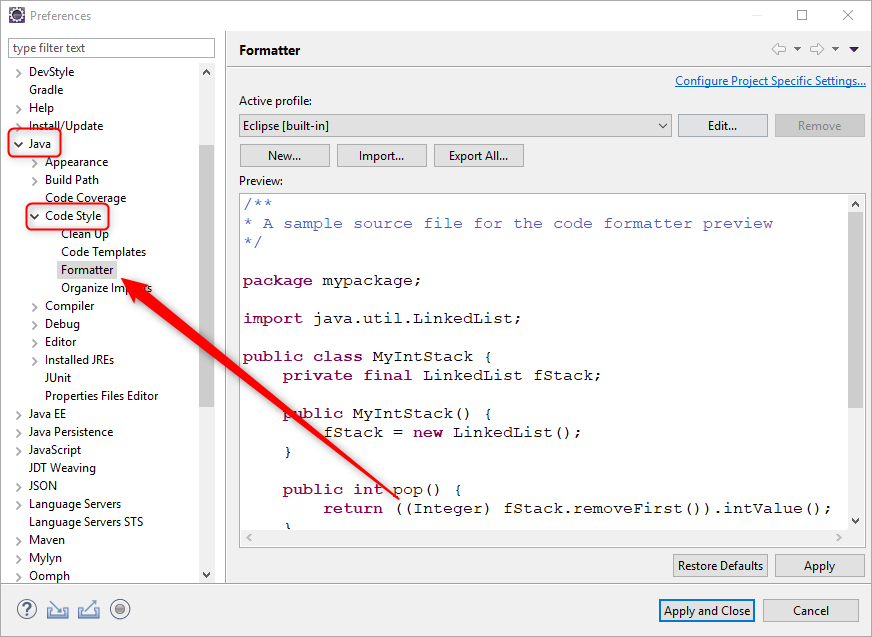 Preferences
type filter text
DevStyle
Gradle
Help
Install/Update
Java
Appearance
Build Path
Code Coverage
Code Style
Clean Up
Code Templates
Formatter
Organize
Compiler
Debug
Editor
Installed JREs
JUnit
Properties Files Editor
Java EE
Java Persistence
JavaScript
JDT Weaving
JSON
Language Servers
Language Servers STS
Maven
Mylyn
Oomph
Formatter
Configure Project Specific Settings...
Active profile:
Eclipse [built-in]
Edit...
Remove
New...
Import...
Export All...
Preview:
/**
* A sample source file for the code formatter preview
*/
package mypackage;
import java.util.LinkedList;
public class MyIntStack {
private final LinkedList fStack;
public MyIntStack() {
fStack = new LinkedList();
}
public int pop() {
return ((Integer) fStack.removeFirst()).intValue();
}
Restore Defaults
Apply
?
Apply and Close
Cancel